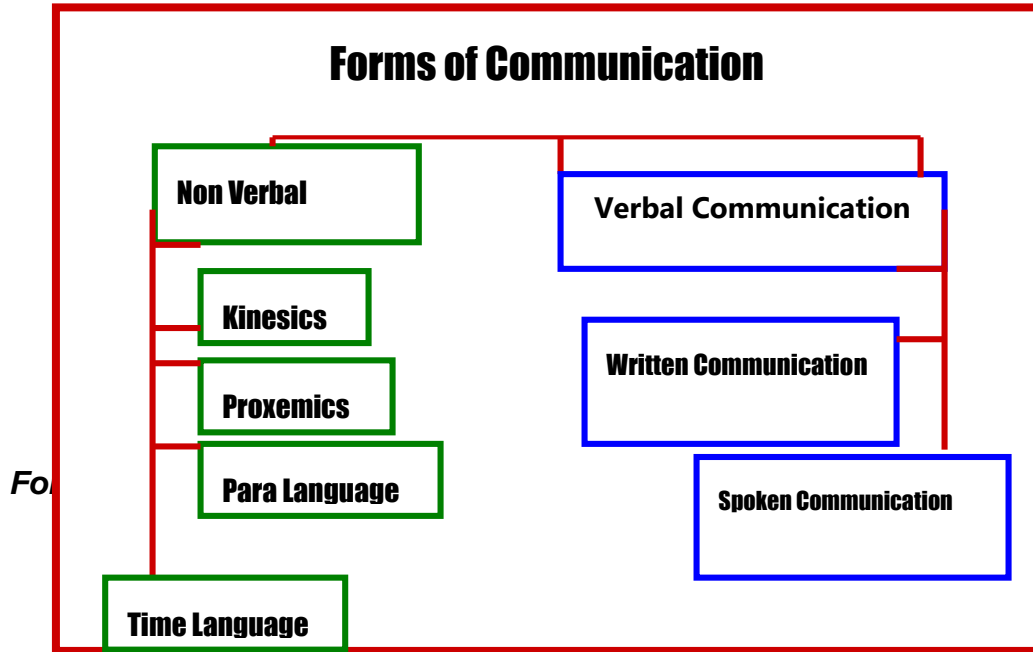 Forms of Communication
Non Verbal
Verbal Communication
Kinesics
Written Communication
Proxemics
Para Language
Spoken Communication
Time Language